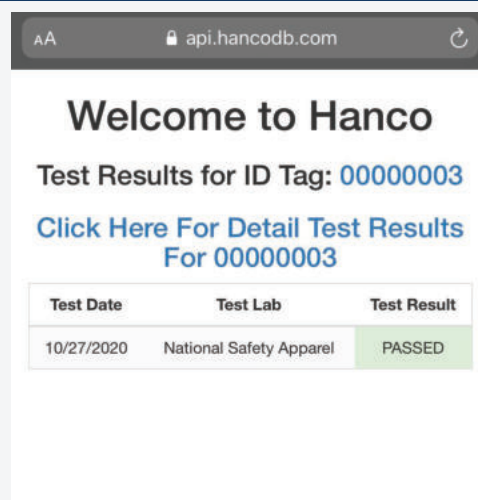 AA api.hancodb.com
Welcome to Hanco
Test Results for ID Tag: 00000003
Click Here For Detail Test Results
For 00000003
Test Date Test Lab Test Result
10/27/2020 National Safety Apparel PASSED